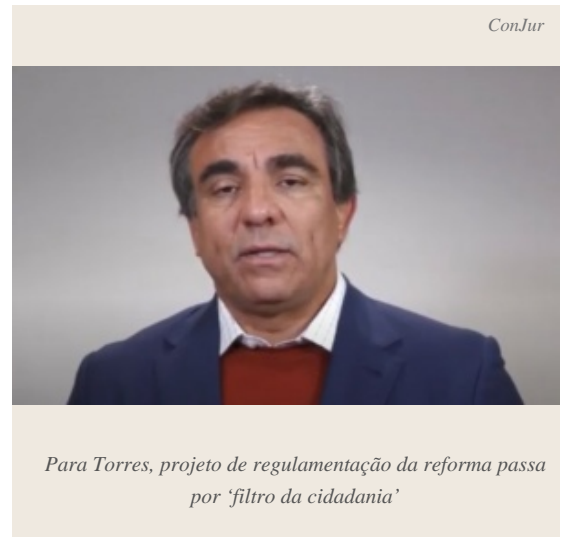 ConJur
Para Torres, projeto de regulamentação da reforma passa
por ‘filtro da cidadania’